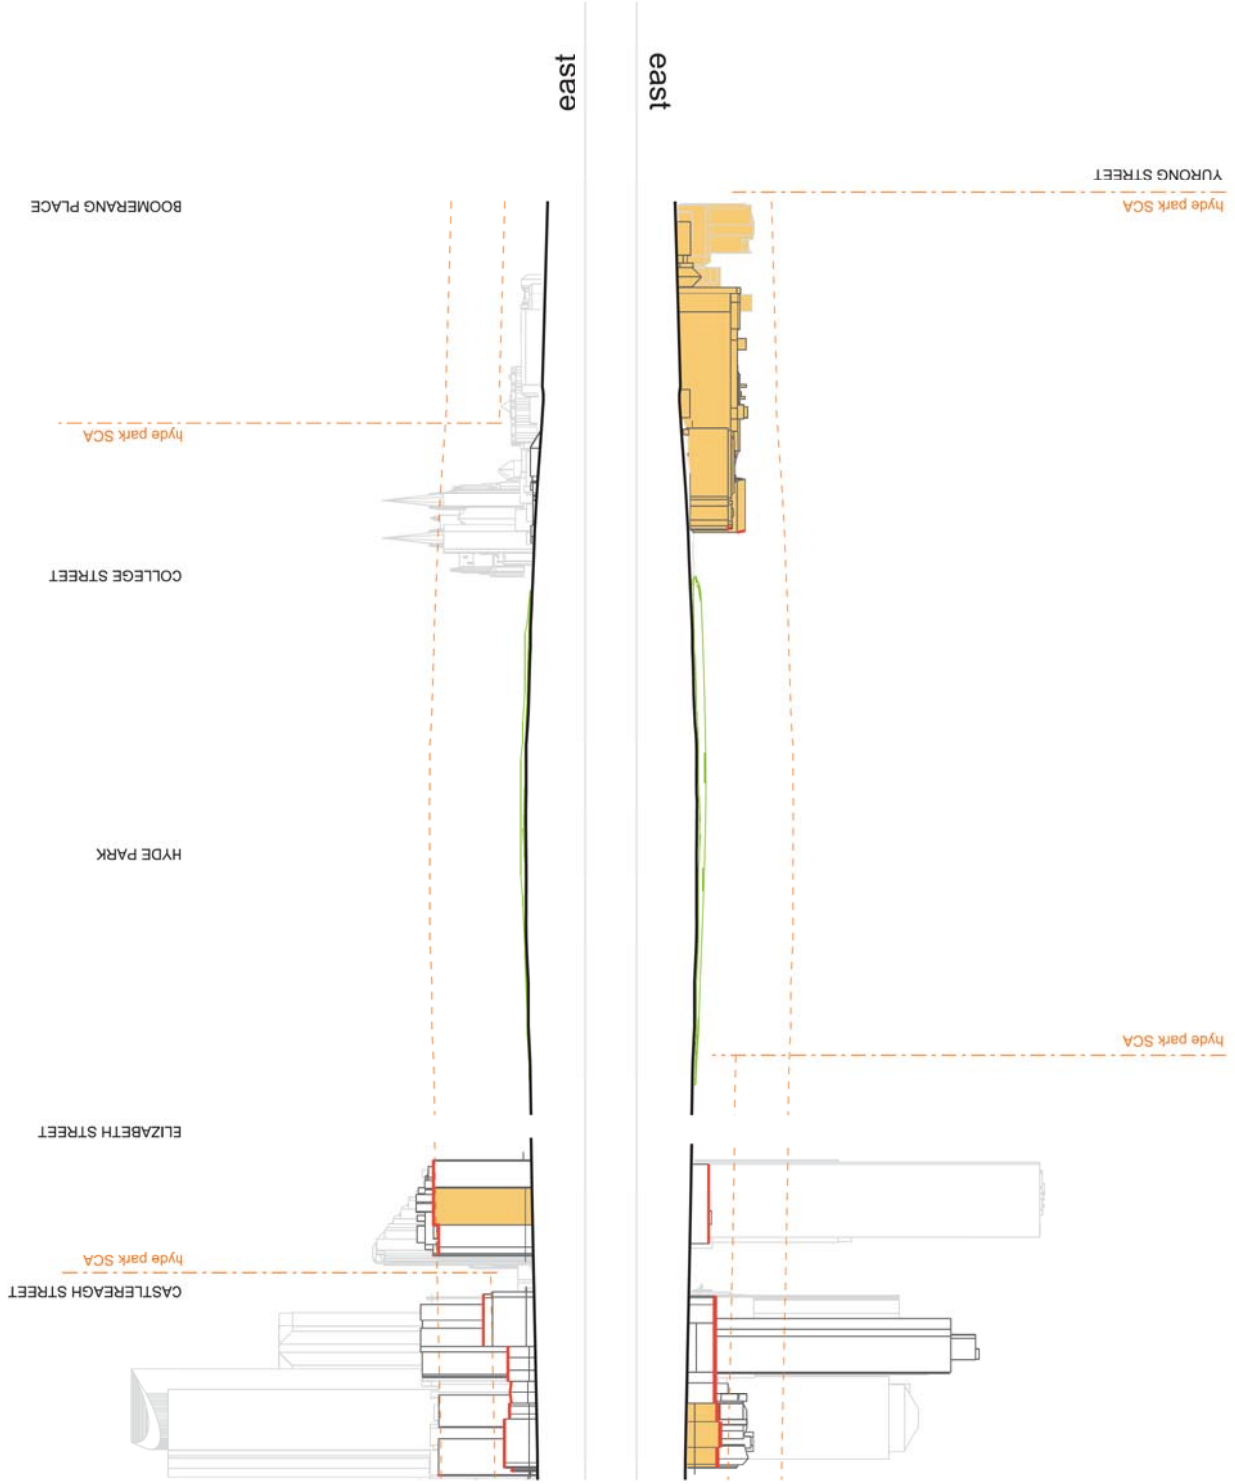 east
east
YURONG STREET
hyde park SCA
BOOMERANG PLACE
hyde park SCA
COLLEGE STREET
HYDE PARK
hyde park SCA
ELIZABETH STREET
hyde park SCA
CASTLEREAGH STREET